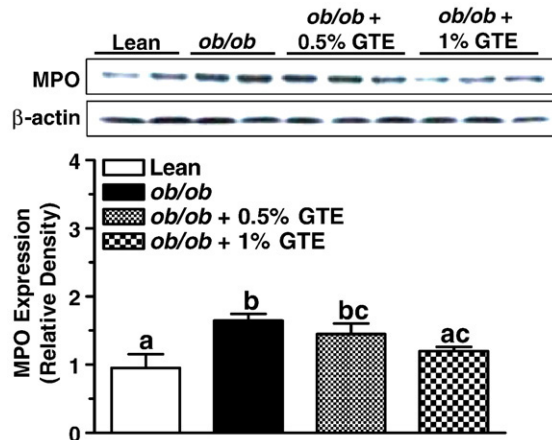 Lean
ob/ob
ob/ob +
0.5% GTE
ob/ob +
1% GTE
MPO
β-actin
4
3
2
1
0
MPO Expression
(Relative Density)
Lean
ob/ob
ob/ob + 0.5% GTE
ob/ob + 1% GTE
a
b
bc
ac